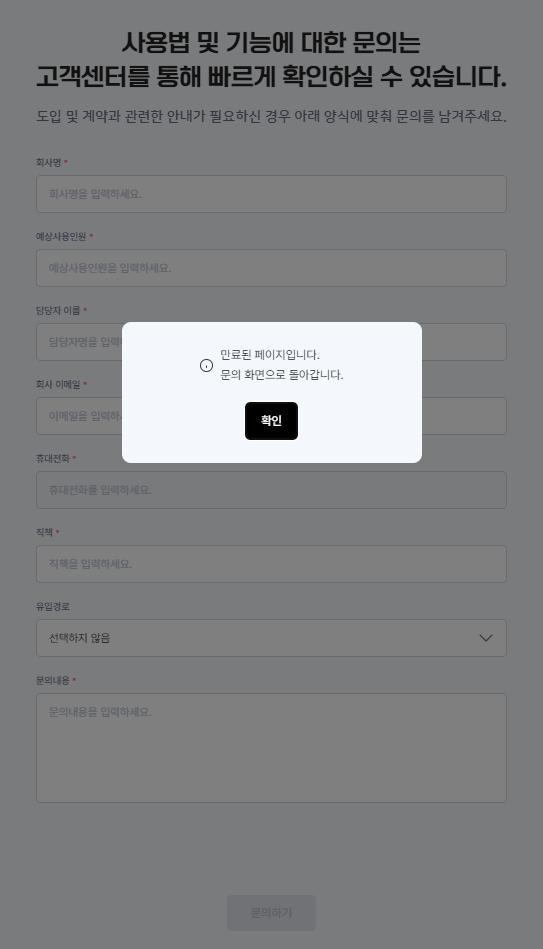 사용법 및 기능에 대한 문의는
고객센터를 통해 빠르게 확인하실 수 있습니다.
도입 및 계약과 관련한 안내가 필요하신 경우 아래 양식에 맞춰 문의를 남겨주세요.
회사명 *
회사명을 입력하세요.
예상사용인원 *
예상사용인원을 입력하세요.
담당자 이름 *
담당자명을 입력
만료된 페이지입니다.
문의 화면으로 돌아갑니다.
확인
회사 이메일 *
이메일을 입력하
휴대전화 *
휴대전화를 입력하세요.
직책 *
직책을 입력하세요.
유입경로
선택하지 않음
문의내용 *
문의내용을 입력하세요.
문의하기